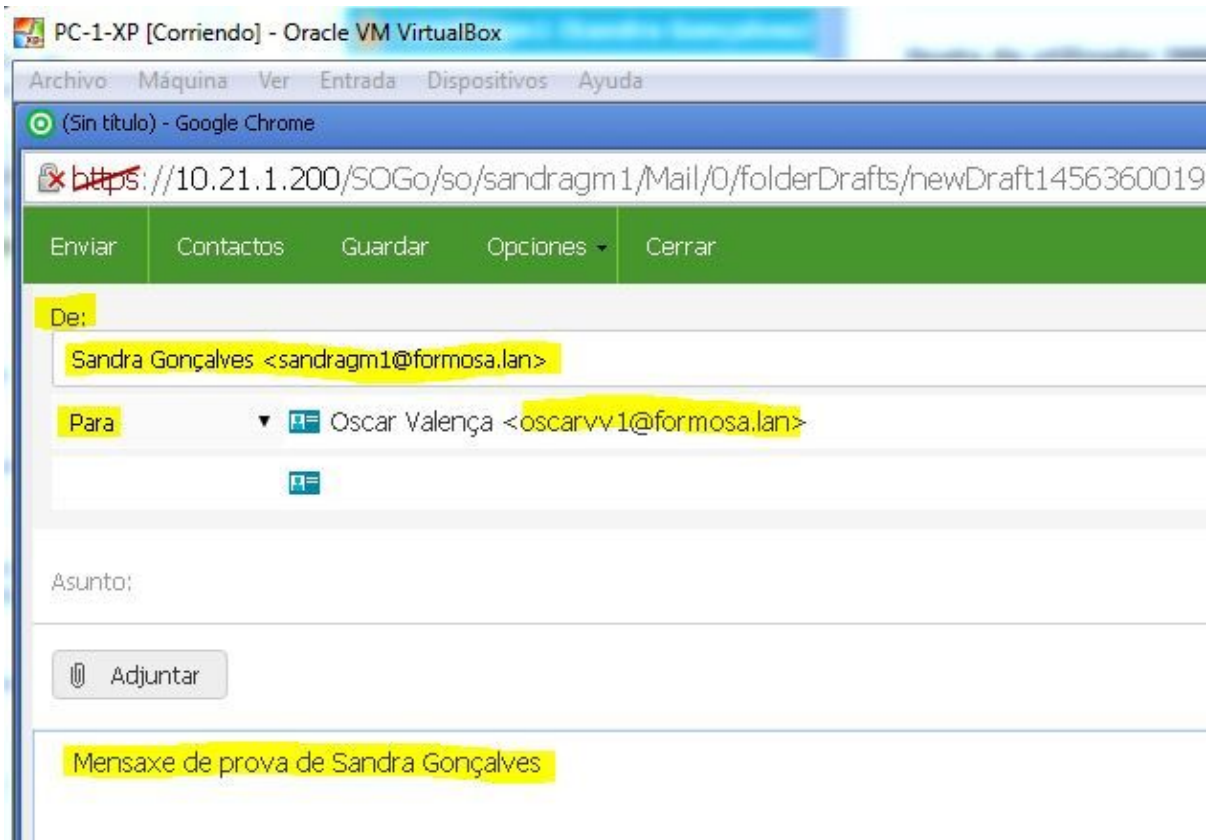 PC-1-XP [Corriendo] - Oracle VM VirtualBox
Archivo Máquina Ver Entrada Dispositivos Ayuda
(Sin título) - Google Chrome
https://10.21.1.200/SOGo/so/sandragm1/Mail/0/folderDrafts/newDraft1456360019
Enviar Contactos Guardar Opciones Cerrar
De:
Sandra Gonçalves <sandragm1@formosa.lan>
Para Oscar Valença <oscarvv1@formosa.lan>
Asunto:
Adjuntar
Mensaxe de prova de Sandra Gonçalves